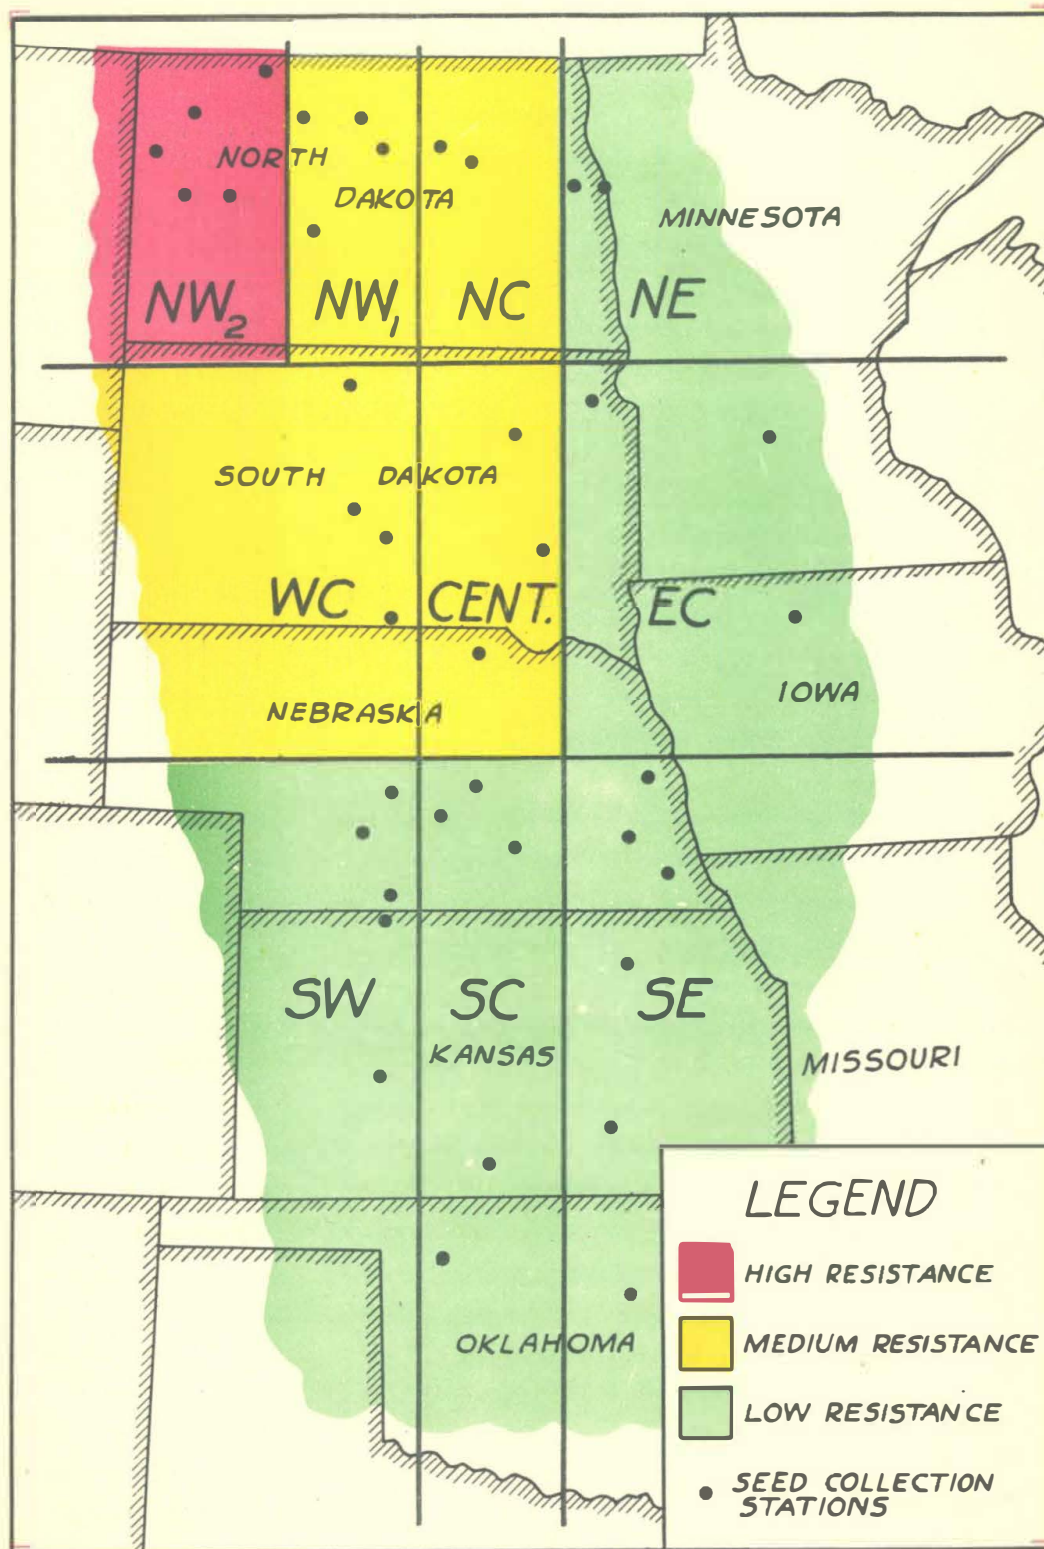 NORTH
DAKOTA
MINNESOTA
NW₂
NW₁
NC
NE
SOUTH DAKOTA
WC
CENT.
EC
IOWA
NEBRASKA
SW
SC
SE
KANSAS
MISSOURI
OKLAHOMA
LEGEND
HIGH RESISTANCE
MEDIUM RESISTANCE
LOW RESISTANCE
SEED COLLECTION
STATIONS